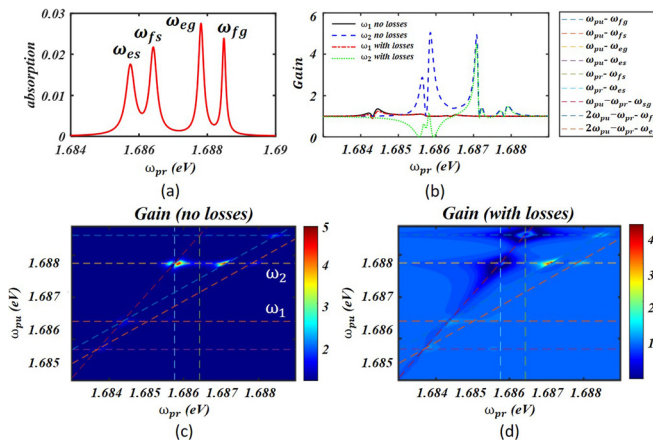 0.03
0.02
0.01
0
absorption
ω_es
ω_fs
ω_eg
ω_fg
1.684
1.686
1.688
1.69
ω_pr (eV)
(a)
6
4
2
0
Gain
ω_1 no losses
ω_2 no losses
ω_1 with losses
ω_2 with losses
1.684
1.685
1.686
1.687
1.688
ω_pr (eV)
(b)
ω_pu- ω_fg
ω_pu- ω_fs
ω_pu- ω_eg
ω_pu- ω_es
ω_pr- ω_fs
ω_pr- ω_es
ω_pu-ω_pr-ω_sg
2ω_pu-ω_pr-ω_f
2ω_pu-ω_pr-ω_e
Gain (no losses)
1.688
1.687
1.686
1.685
ω_pu (eV)
ω_2
ω_1
1.684
1.685
1.686
1.687
1.688
ω_pr (eV)
5
4
3
2
1
(c)
Gain (with losses)
1.688
1.687
1.686
1.685
ω_pu (eV)
1.684
1.685
1.686
1.687
1.688
ω_pr (eV)
4
3
2
1
0
(d)